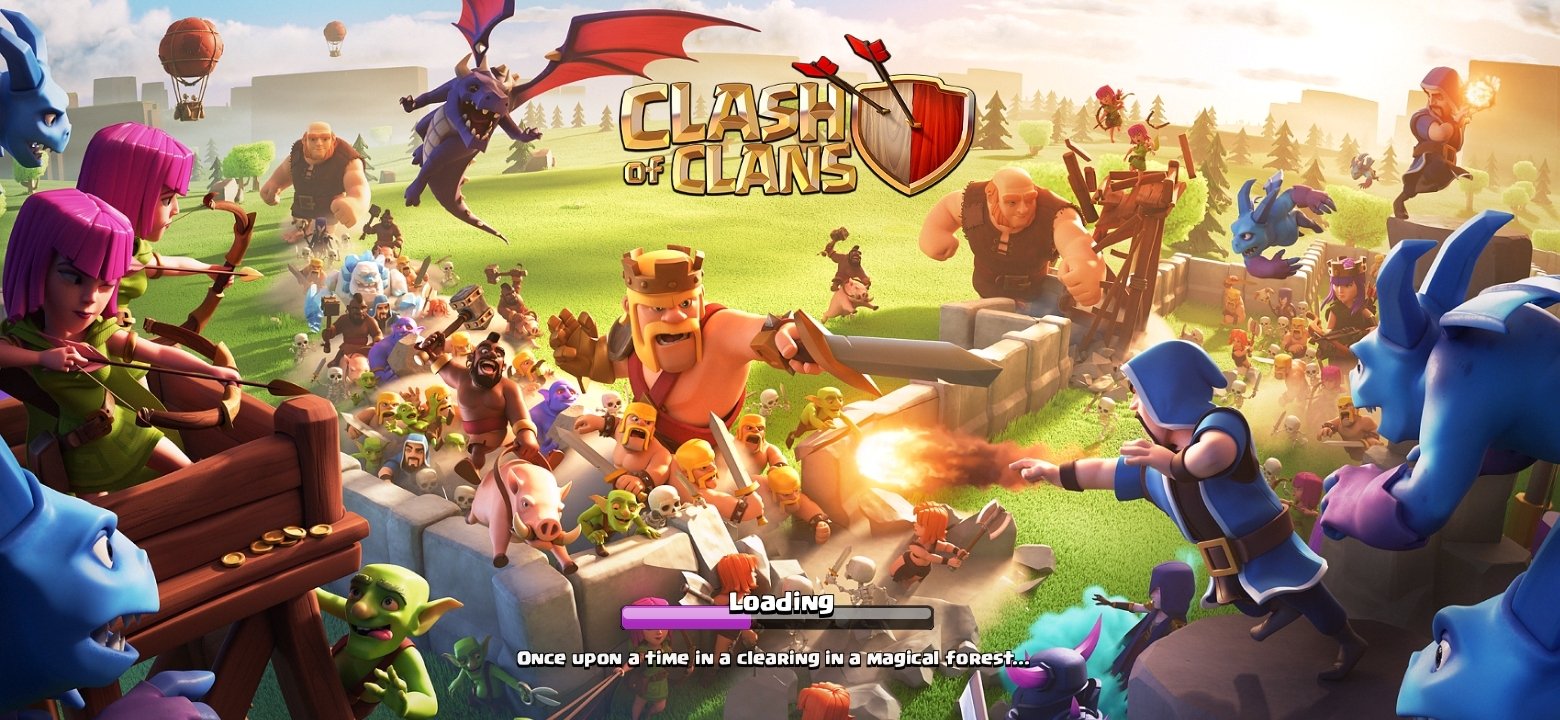 CLASH
OF CLANS
Loading
Once upon a time in a clearing in a magical forest...